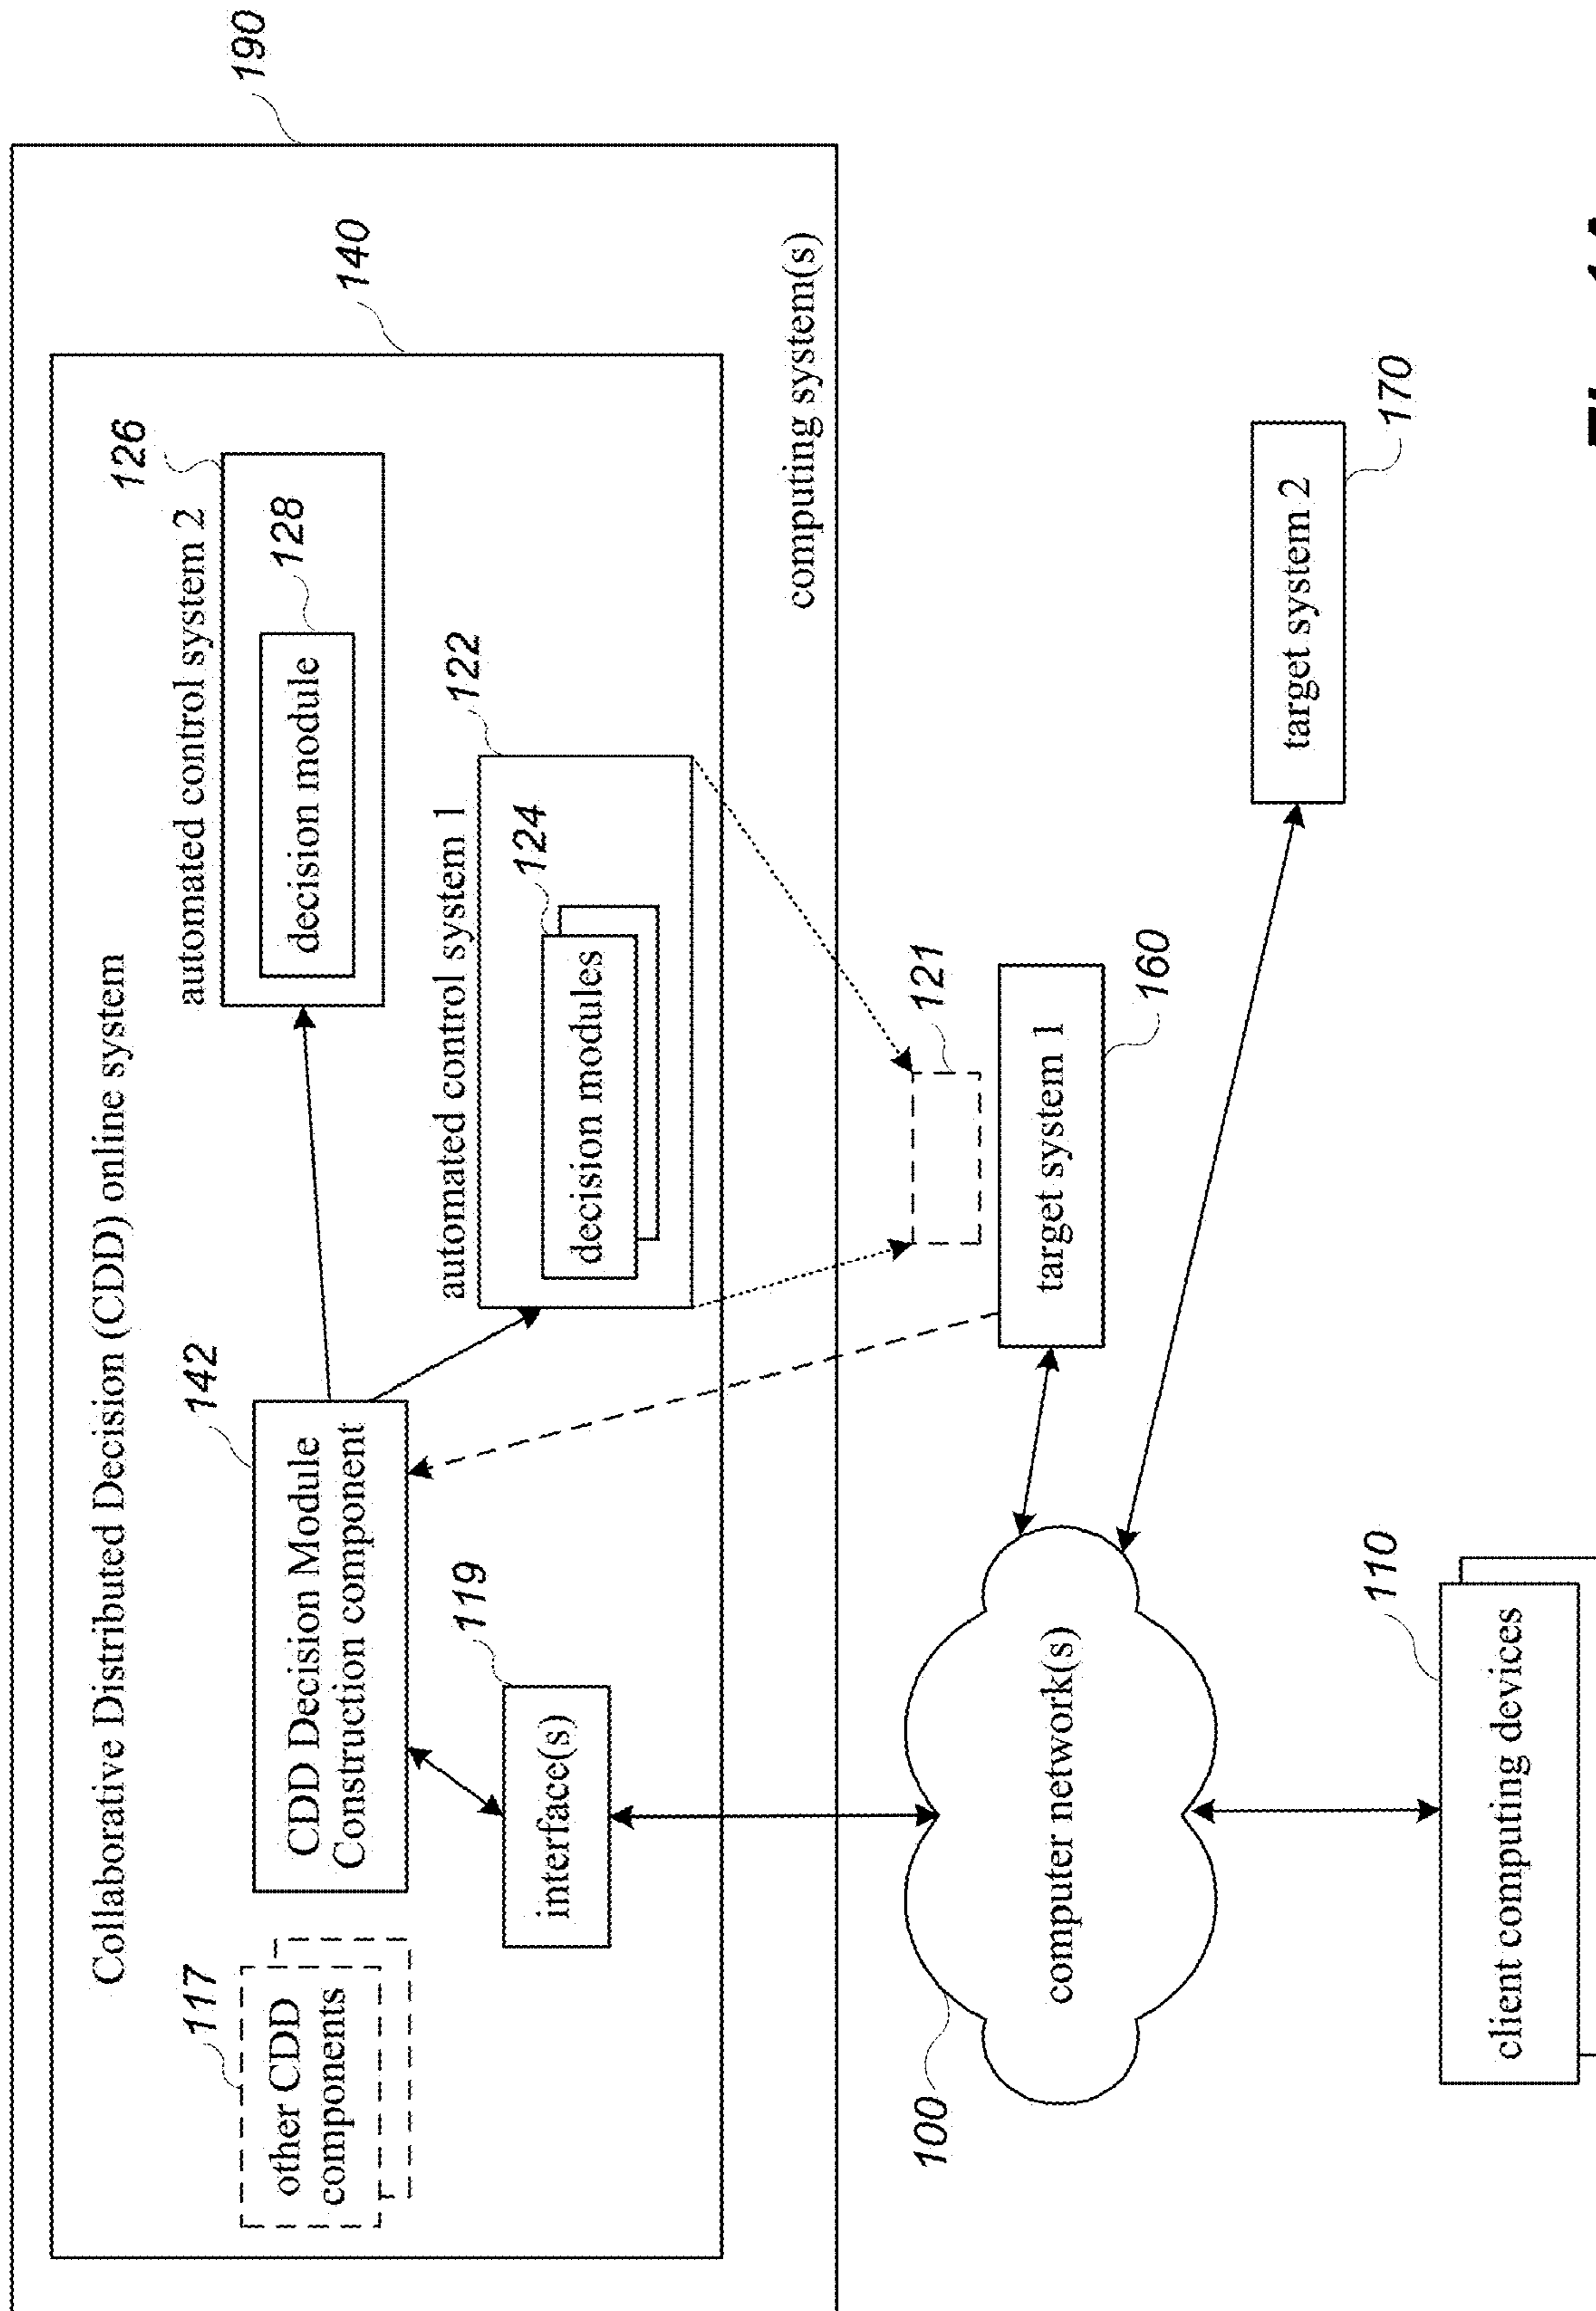 190
Collaborative Distributed Decision (CDD) online system
140
117
other CDD
components
142
CDD Decision Module
Construction component
automated control system 2
126
128
decision module
119
interface(s)
automated control system 1
122
124
decision modules
computing system(s)
121
100
computer network(s)
target system 1
160
target system 2
170
110
client computing devices